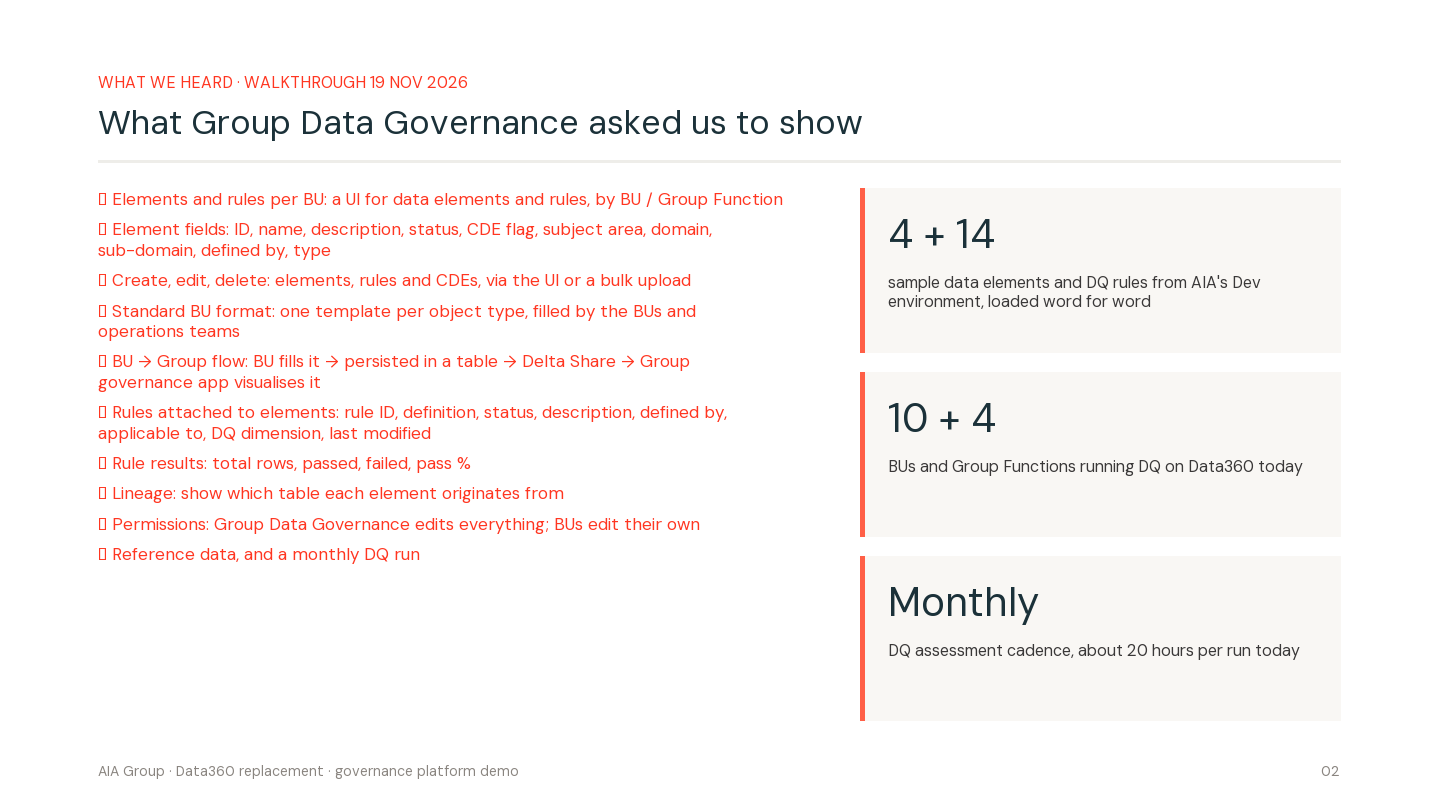 WHAT WE HEARD · WALKTHROUGH 19 NOV 2026
What Group Data Governance asked us to show
▯ Elements and rules per BU: a UI for data elements and rules, by BU / Group Function
▯ Element fields: ID, name, description, status, CDE flag, subject area, domain,
sub-domain, defined by, type
▯ Create, edit, delete: elements, rules and CDEs, via the UI or a bulk upload
▯ Standard BU format: one template per object type, filled by the BUs and
operations teams
▯ BU → Group flow: BU fills it → persisted in a table → Delta Share → Group
governance app visualises it
▯ Rules attached to elements: rule ID, definition, status, description, defined by,
applicable to, DQ dimension, last modified
▯ Rule results: total rows, passed, failed, pass %
▯ Lineage: show which table each element originates from
▯ Permissions: Group Data Governance edits everything; BUs edit their own
▯ Reference data, and a monthly DQ run
4 + 14
sample data elements and DQ rules from AIA's Dev
environment, loaded word for word
10 + 4
BUs and Group Functions running DQ on Data360 today
Monthly
DQ assessment cadence, about 20 hours per run today
AIA Group · Data360 replacement · governance platform demo
02